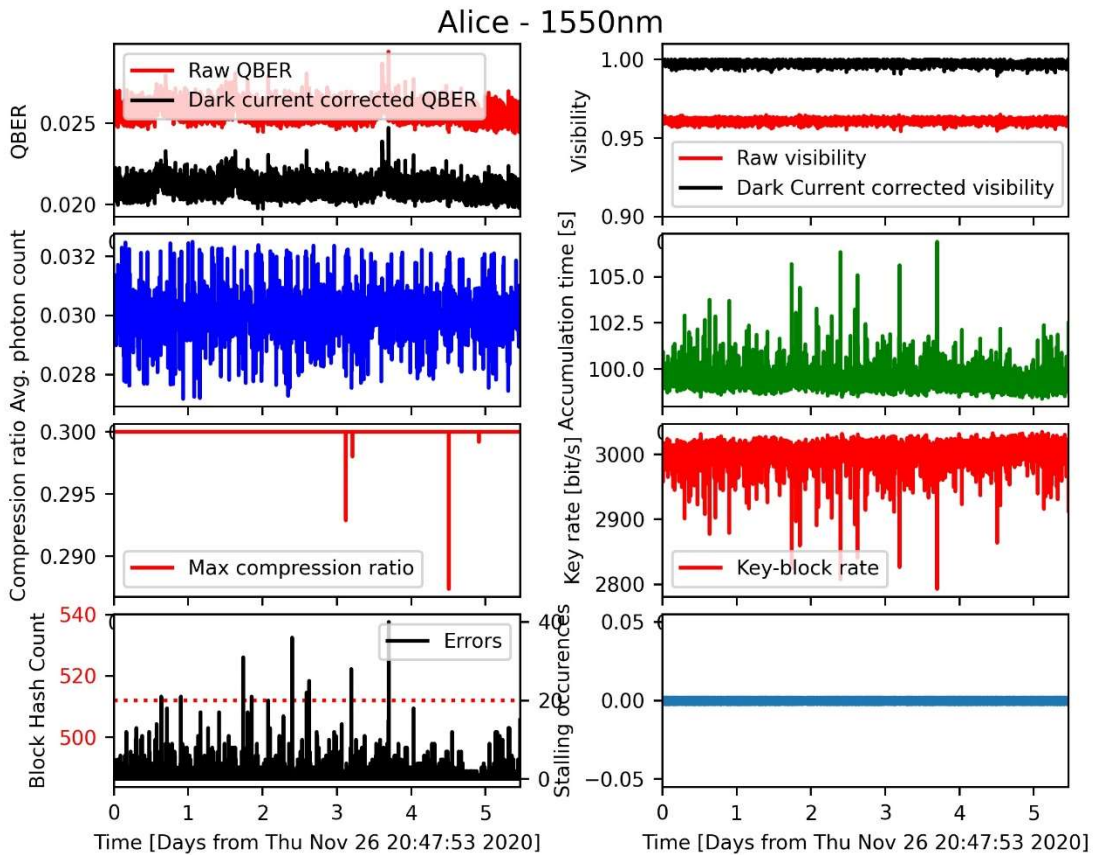 Alice - 1550nm
Raw QBER
Dark current corrected QBER
QBER
0.025
0.020
1.00
0.95
0.90
Visibility
Raw visibility
Dark Current corrected visibility
0.032
0.030
0.028
Avg. photon count
105.0
102.5
100.0
Accumulation time [s]
0.300
0.295
0.290
Compression ratio
Max compression ratio
3000
2900
2800
Key rate [bit/s]
Key-block rate
540
520
500
Block Hash Count
Errors
40
20
0
Stalling occurences
0 1 2 3 4 5
Time [Days from Thu Nov 26 20:47:53 2020]
0.05
0.00
−0.05
0 1 2 3 4 5
Time [Days from Thu Nov 26 20:47:53 2020]